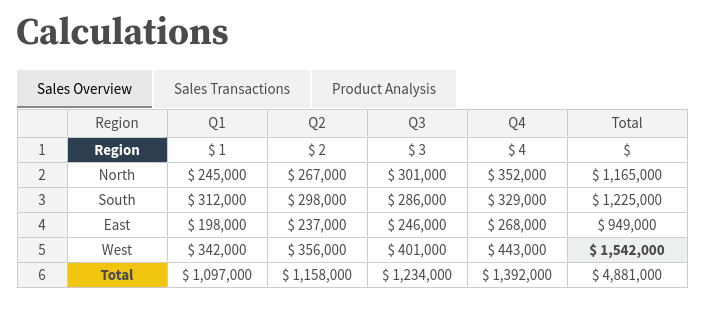 Calculations
Sales Overview Sales Transactions Product Analysis
Region Q1 Q2 Q3 Q4 Total
1 Region $ 1 $ 2 $ 3 $ 4 $
2 North $ 245,000 $ 267,000 $ 301,000 $ 352,000 $ 1,165,000
3 South $ 312,000 $ 298,000 $ 286,000 $ 329,000 $ 1,225,000
4 East $ 198,000 $ 237,000 $ 246,000 $ 268,000 $ 949,000
5 West $ 342,000 $ 356,000 $ 401,000 $ 443,000 $ 1,542,000
6 Total $ 1,097,000 $ 1,158,000 $ 1,234,000 $ 1,392,000 $ 4,881,000